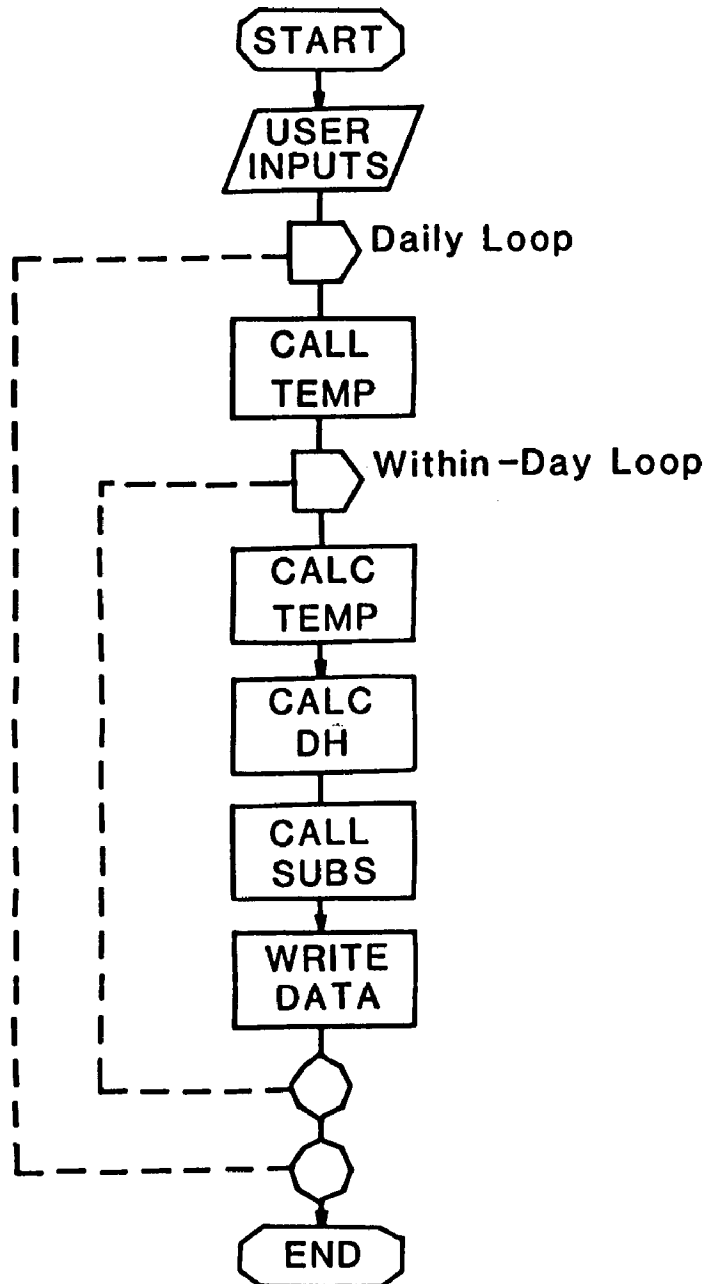 START
USER
INPUTS
Daily Loop
CALL
TEMP
Within-Day Loop
CALC
TEMP
CALC
DH
CALL
SUBS
WRITE
DATA
END